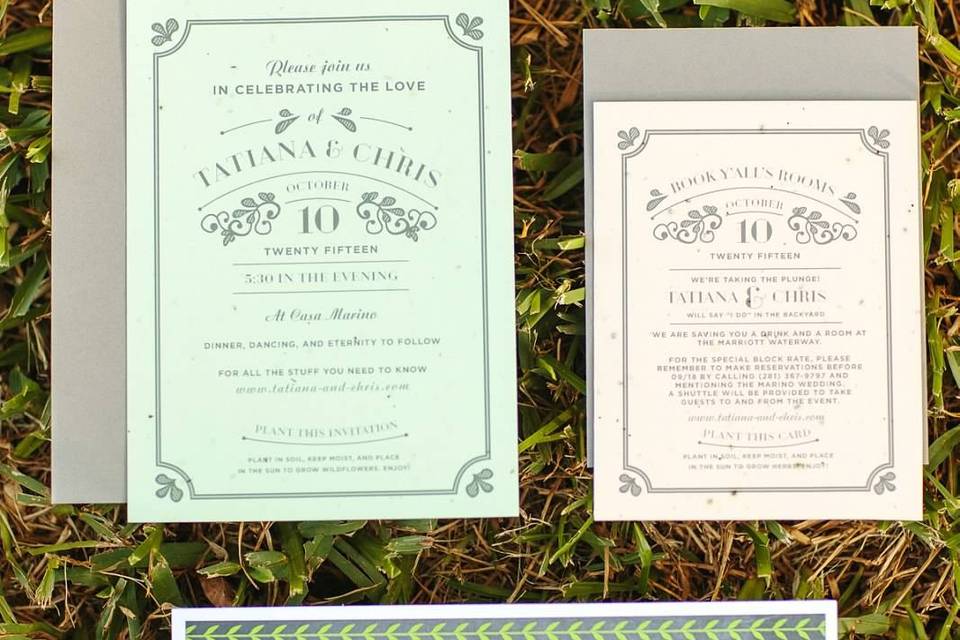 Please join us
IN CELEBRATING THE LOVE
of
TATIANA & CHRIS
OCTOBER
10
TWENTY FIFTEEN
5:30 IN THE EVENING
At Casa Marino
DINNER, DANCING, AND ETERNITY TO FOLLOW
FOR ALL THE STUFF YOU NEED TO KNOW
www.tatiana-and-chris.com
PLANT THIS INVITATION
PLANT IN SOIL, KEEP MOIST, AND PLACE
IN THE SUN TO GROW WILDFLOWERS. ENJOY!
BOOK Y'ALL'S ROOMS
OCTOBER
10
TWENTY FIFTEEN
WE'RE TAKING THE PLUNGE!
TATIANA & CHRIS
WILL SAY "I DO" IN THE BACKYARD
WE ARE SAVING YOU A DRINK AND A ROOM AT
THE MARRIOTT WATERWAY.
FOR THE SPECIAL BLOCK RATE, PLEASE
REMEMBER TO MAKE RESERVATIONS BEFORE
09/18 BY CALLING (281) 367-9797 AND
MENTIONING THE MARINO WEDDING.
A SHUTTLE WILL BE PROVIDED TO TAKE
GUESTS TO AND FROM THE EVENT.
www.tatiana-and-chris.com
PLANT THIS CARD
PLANT IN SOIL, KEEP MOIST, AND PLACE
IN THE SUN TO GROW HERBS. ENJOY!